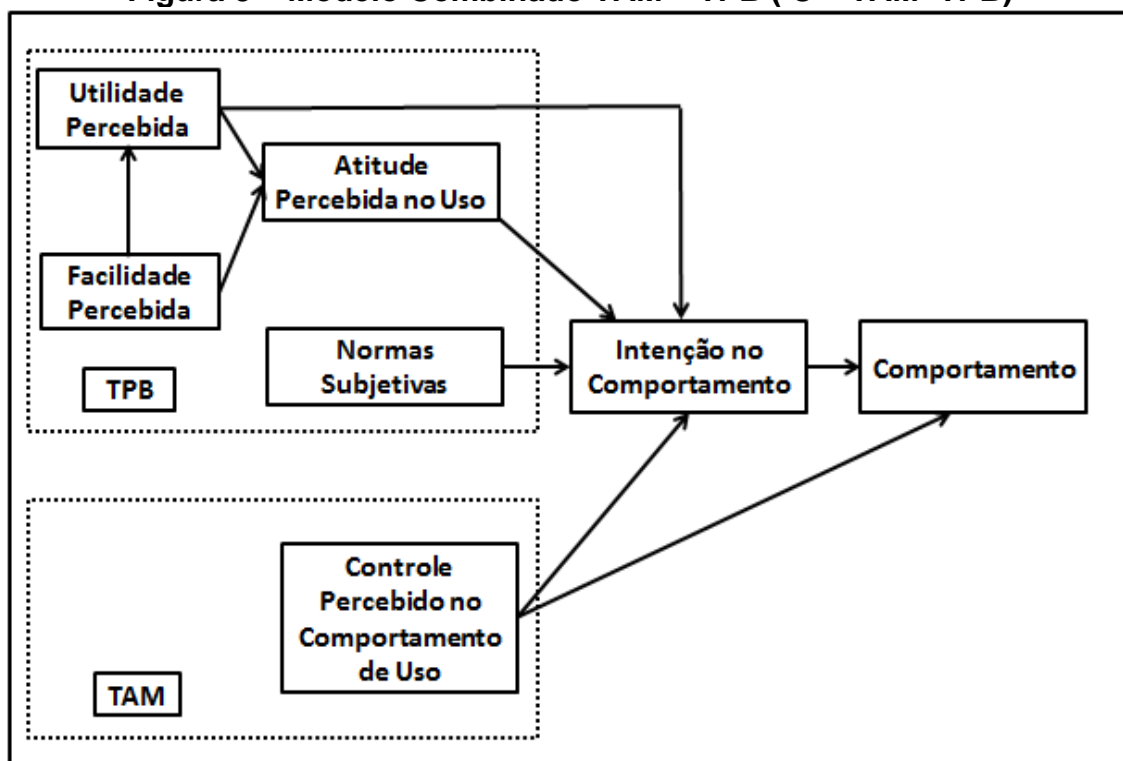 Utilidade
Percebida
Atitude
Percebida no Uso
Facilidade
Percebida
Normas
Subjetivas
TPB
Intenção no
Comportamento
Comportamento
Controle
Percebido no
Comportamento
de Uso
TAM